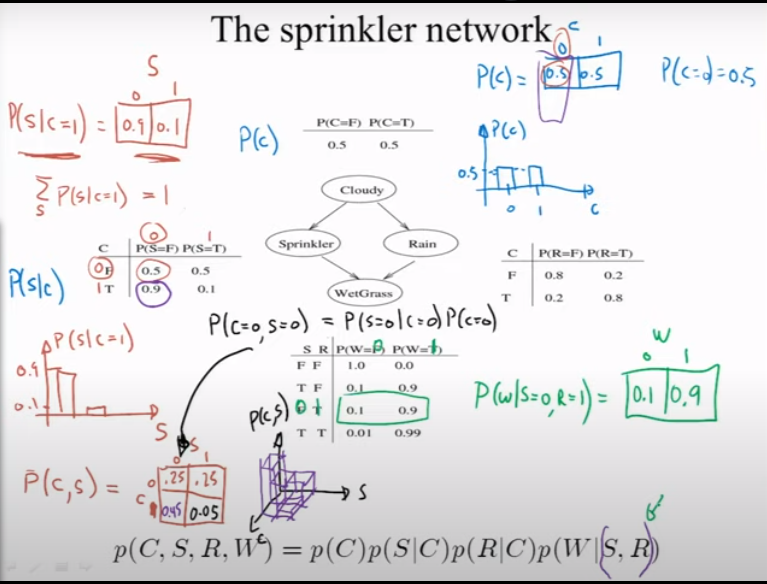 The sprinkler network
P(c) = 0.5 0.5
C
0 1
P(c=0)=0.5
S
0 1
P(s|c=1) = 0.9 0.1
Σ P(s|c=1) = 1
S
P(c)
P(C=F) P(C=T)
0.5 0.5
P(c)
0.5
0 1 C
Cloudy
Sprinkler
Rain
WetGrass
P(s|c)
0 1
C P(S=F) P(S=T)
0 F 0.5 0.5
1 T 0.9 0.1
C P(R=F) P(R=T)
F 0.8 0.2
T 0.2 0.8
P(c=0,s=0) = P(s=0|c=0)P(c=0)
P(s|c=1)
0.9
0.1
S
S R P(W=F) P(W=T)
F F 1.0 0.0
T F 0.1 0.9
F T 0.1 0.9
T T 0.01 0.99
0 1
0 1
W
0 1
P(w|s=0,R=1) = 0.1 0.9
P(c,s) =
S
0 1
C
0 .25 .25
1 0.45 0.05
P(c,s)
S
C
p(C, S, R, W) = p(C)p(S|C)p(R|C)p(W|S, R)